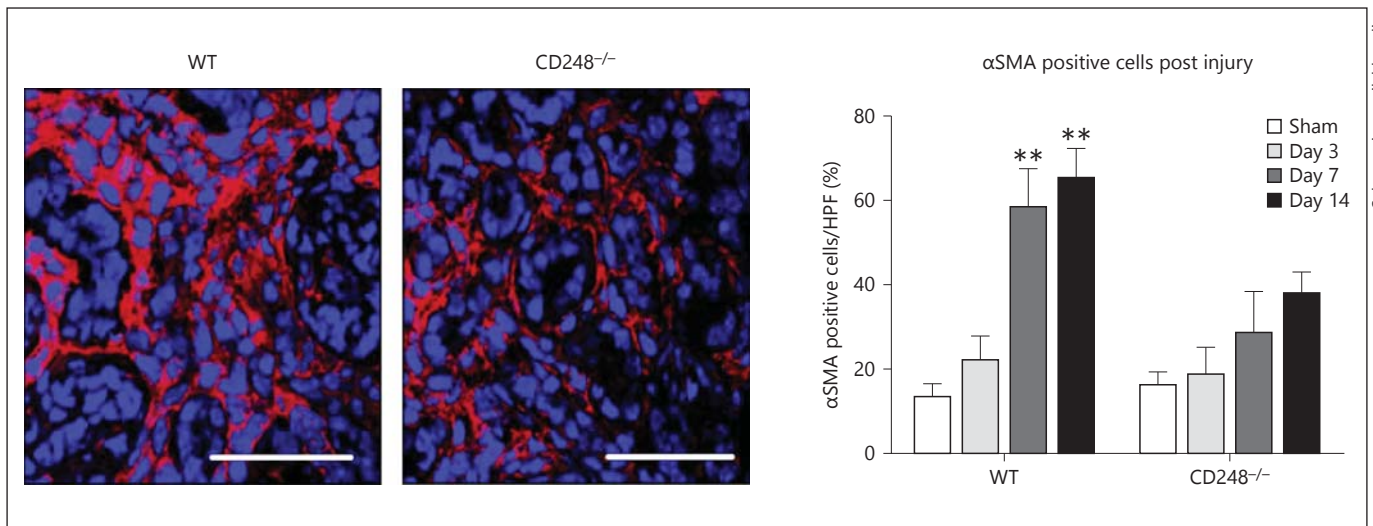 WT
CD248–/–
αSMA positive cells post injury
αSMA positive cells/HPF (%)
80
60
40
20
0
**
**
Sham
Day 3
Day 7
Day 14
WT
CD248–/–